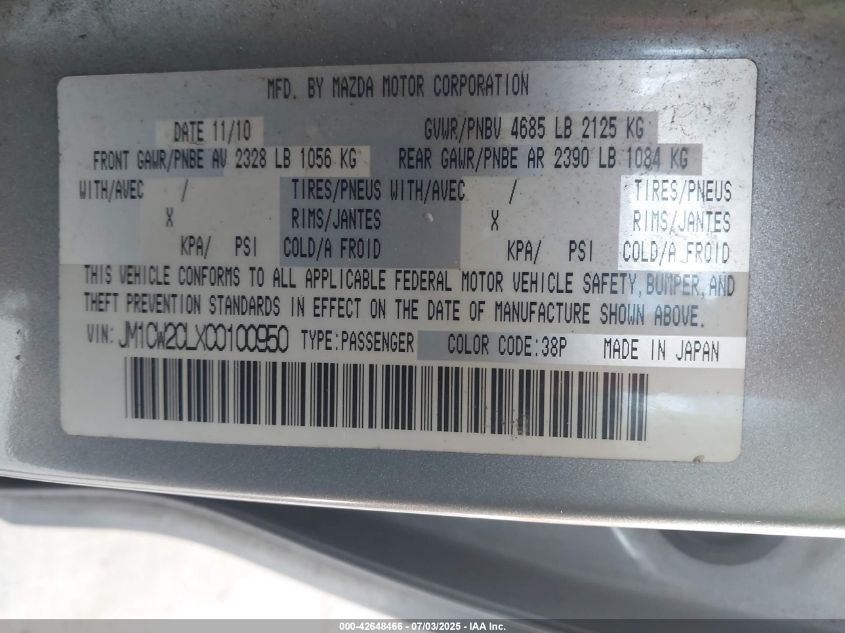 MFD. BY MAZDA MOTOR CORPORATION
DATE 11/10 GVWR/PNBV 4685 LB 2125 KG
FRONT GAWR/PNBE AV 2328 LB 1056 KG REAR GAWR/PNBE AR 2390 LB 1084 KG
WITH/AVEC / TIRES/PNEUS WITH/AVEC / TIRES/PNEUS
X RIMS/JANTES X RIMS/JANTES
KPA/ PSI COLD/A FROID KPA/ PSI COLD/A FROID
THIS VEHICLE CONFORMS TO ALL APPLICABLE FEDERAL MOTOR VEHICLE SAFETY, BUMPER, AND
THEFT PREVENTION STANDARDS IN EFFECT ON THE DATE OF MANUFACTURE SHOWN ABOVE.
VIN: JM1CW2CLXC0100950 TYPE:PASSENGER COLOR CODE:38P MADE IN JAPAN
000-42648466 - 07/03/2025 - IAA Inc.